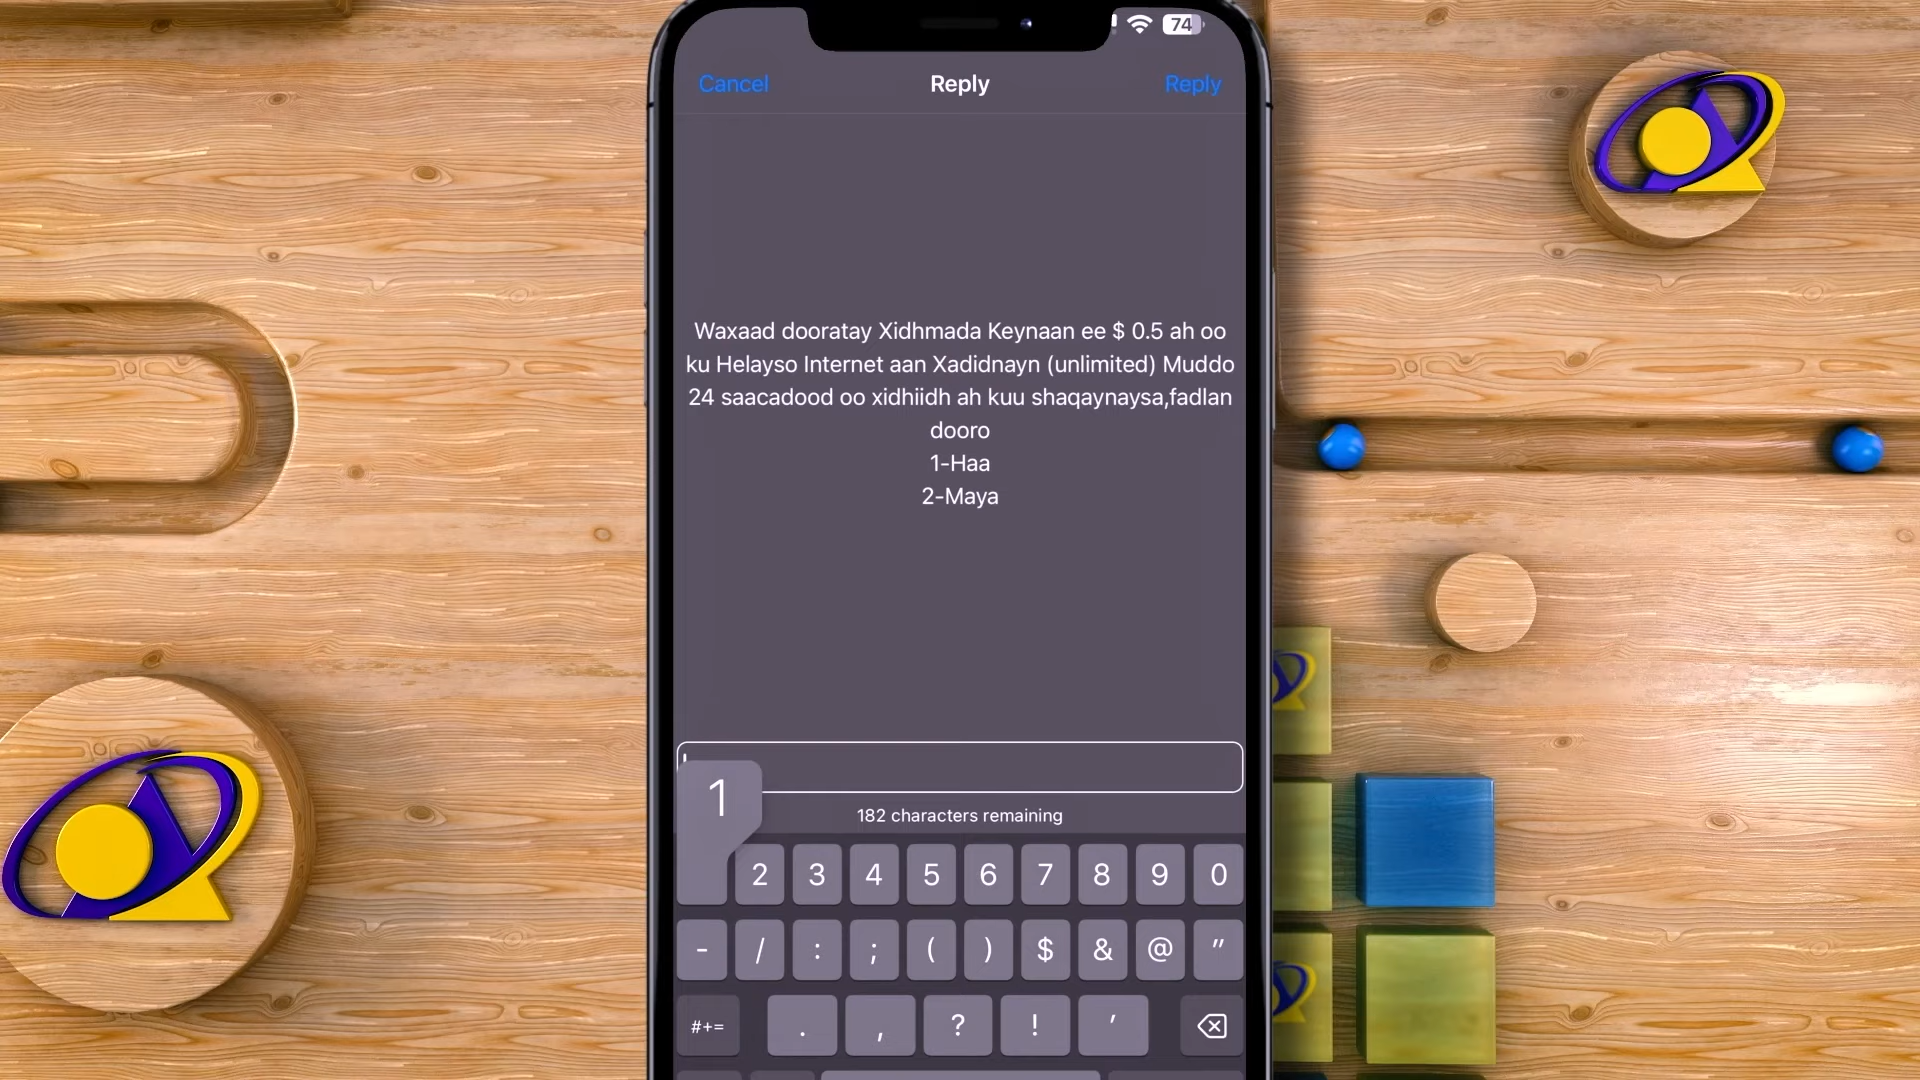 74
Cancel
Reply
Reply
Waxaad dooratay Xidhmada Keynaan ee $ 0.5 ah oo
ku Helayso Internet aan Xadidnayn (unlimited) Muddo
24 saacadood oo xidhiidh ah kuu shaqaynaysa,fadlan
dooro
1-Haa
2-Maya
1
182 characters remaining
2 3 4 5 6 7 8 9 0
- / : ; ( ) $ & @ "
#+= . , ? ! '